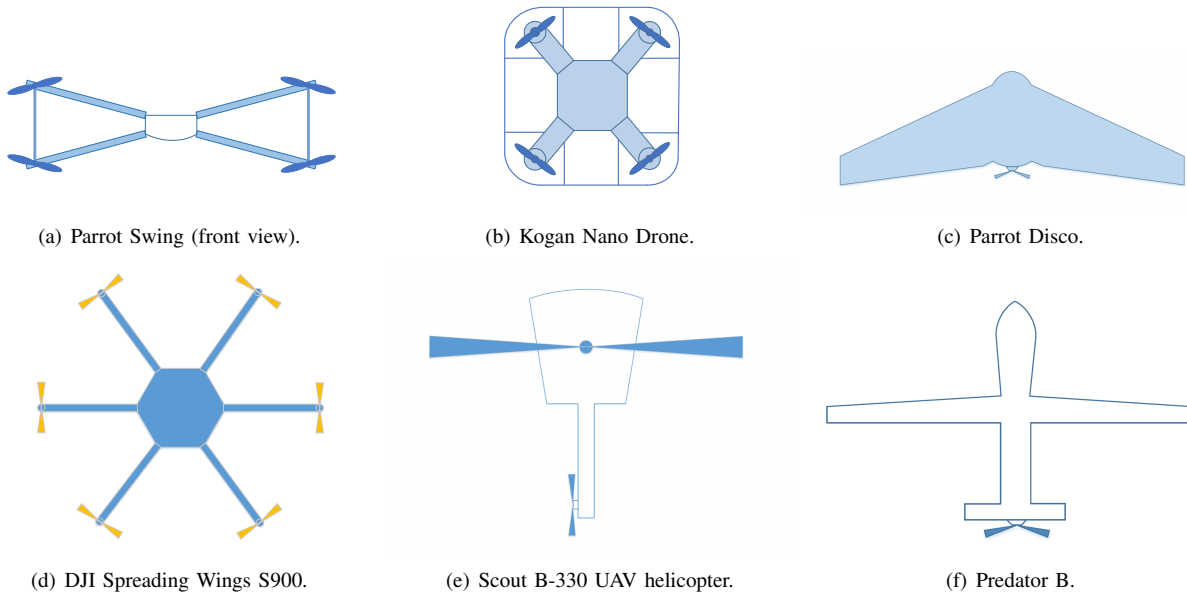 (a) Parrot Swing (front view).
(b) Kogan Nano Drone.
(c) Parrot Disco.
(d) DJI Spreading Wings S900.
(e) Scout B-330 UAV helicopter.
(f) Predator B.